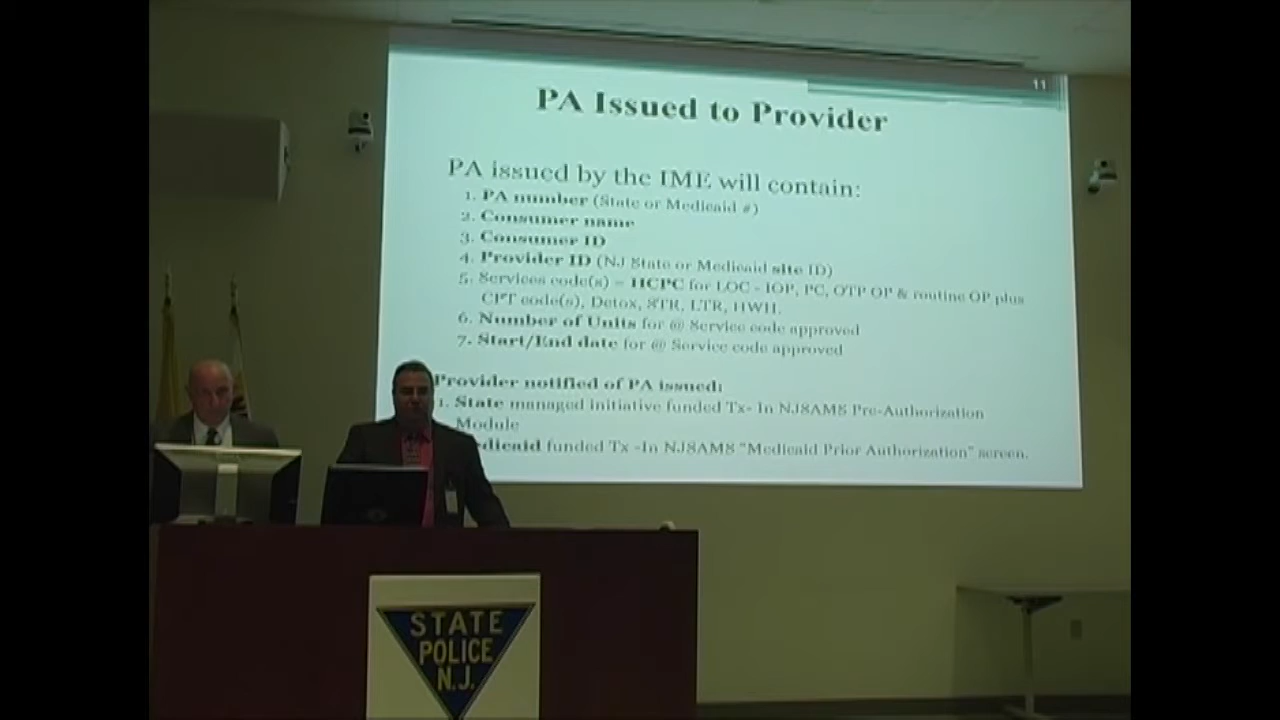 11
PA Issued to Provider
PA issued by the IME will contain:
1. PA number (State or Medicaid #)
2. Consumer name
3. Consumer ID
4. Provider ID (NJ State or Medicaid site ID)
5. Services code(s) – HCPC for LOC - IOP, PC, OTP OP & routine OP plus
CPT code(s), Detox, STR, LTR, HWH.
6. Number of Units for @ Service code approved
7. Start/End date for @ Service code approved
Provider notified of PA issued:
1. State managed initiative funded Tx- In NJSAMS Pre-Authorization
Module
funded Tx -In NJSAMS "Medicaid Prior Authorization" screen.
STATE
POLICE
N.J.